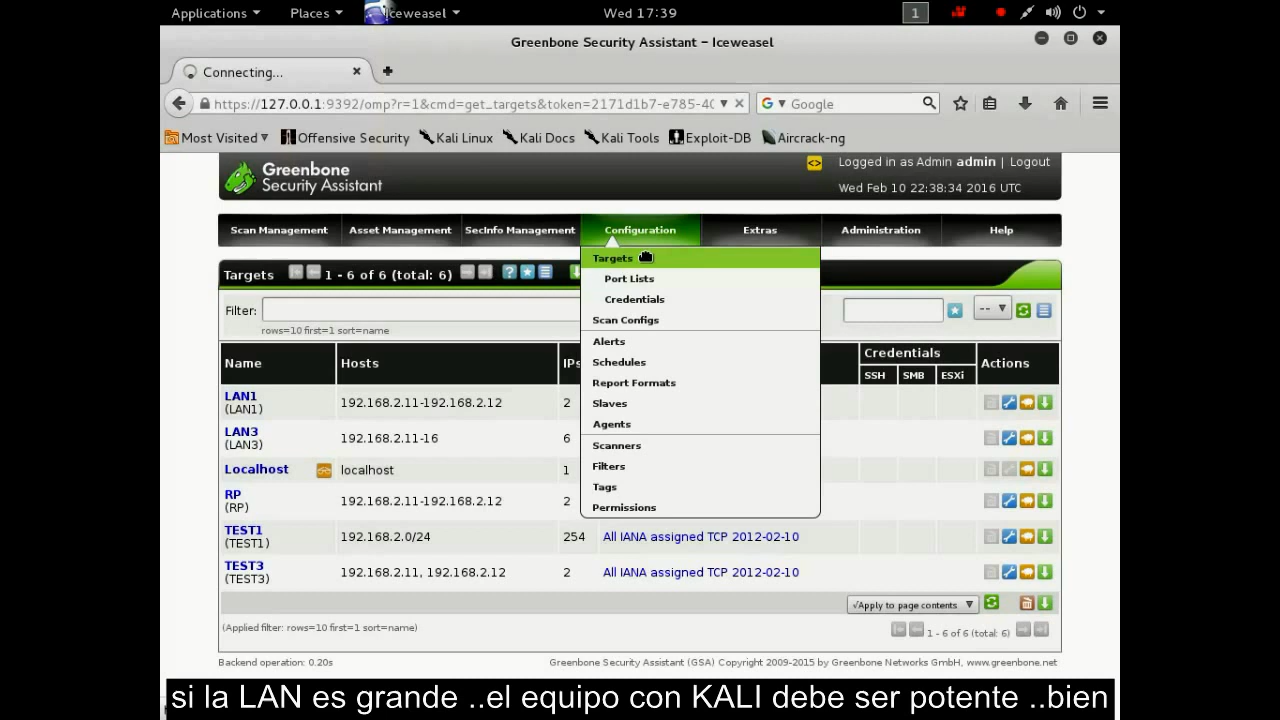 Applications Places Iceweasel Wed 17:39 1
Greenbone Security Assistant - Iceweasel
Connecting...
https://127.0.0.1:9392/omp?r=1&cmd=get_targets&token=2171d1b7-e785-4 Google
Most Visited Offensive Security Kali Linux Kali Docs Kali Tools Exploit-DB Aircrack-ng
Greenbone
Security Assistant
Logged in as Admin admin | Logout
Wed Feb 10 22:38:34 2016 UTC
Scan Management Asset Management SecInfo Management Configuration Extras Administration Help
Targets
Port Lists
Credentials
Scan Configs
Alerts
Schedules
Report Formats
Slaves
Agents
Scanners
Filters
Tags
Permissions
Targets 1 - 6 of 6 (total: 6)
Filter: --
rows=10 first=1 sort=name
Name Hosts IPs Credentials Actions
SSH SMB ESXi
LAN1 192.168.2.11-192.168.2.12 2
(LAN1)
LAN3 192.168.2.11-16 6
(LAN3)
Localhost localhost 1
RP 192.168.2.11-192.168.2.12 2
(RP)
TEST1 192.168.2.0/24 254 All IANA assigned TCP 2012-02-10
(TEST1)
TEST3 192.168.2.11, 192.168.2.12 2 All IANA assigned TCP 2012-02-10
(TEST3)
√Apply to page contents
(Applied filter: rows=10 first=1 sort=name) 1 - 6 of 6 (total: 6)
Backend operation: 0.20s Greenbone Security Assistant (GSA) Copyright 2009-2015 by Greenbone Networks GmbH, www.greenbone.net
si la LAN es grande ..el equipo con KALI debe ser potente ..bien